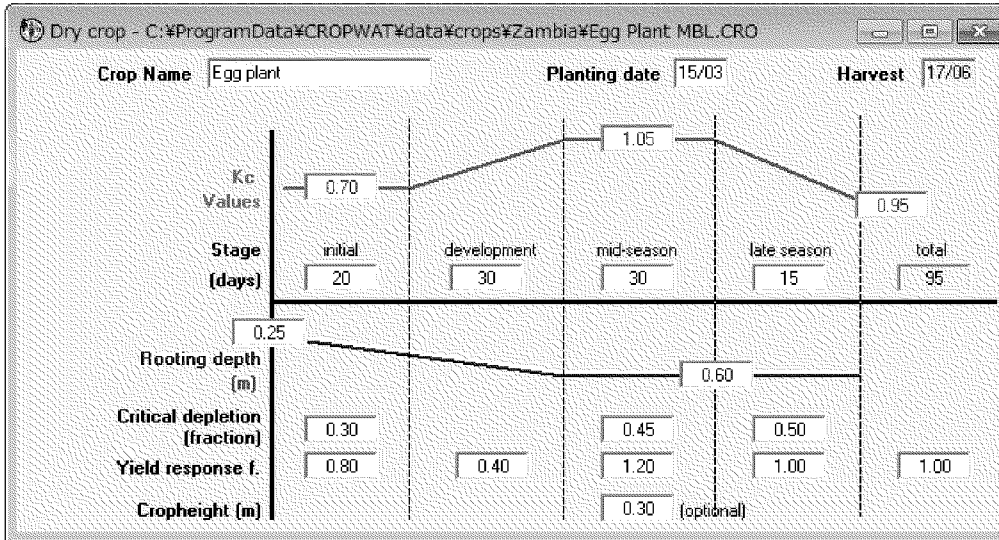 Dry crop - C:¥ProgramData¥CROPWAT¥data¥crops¥Zambia¥Egg Plant MBL.CRO
Crop Name Egg plant Planting date 15/03 Harvest 17/06
1.05
Kc 0.70
Values 0.95
Stage initial development mid-season late season total
(days) 20 30 30 15 95
0.25
Rooting depth 0.60
(m)
Critical depletion
(fraction) 0.30 0.45 0.50
Yield response f. 0.80 0.40 1.20 1.00 1.00
Cropheight (m) 0.30 (optional)